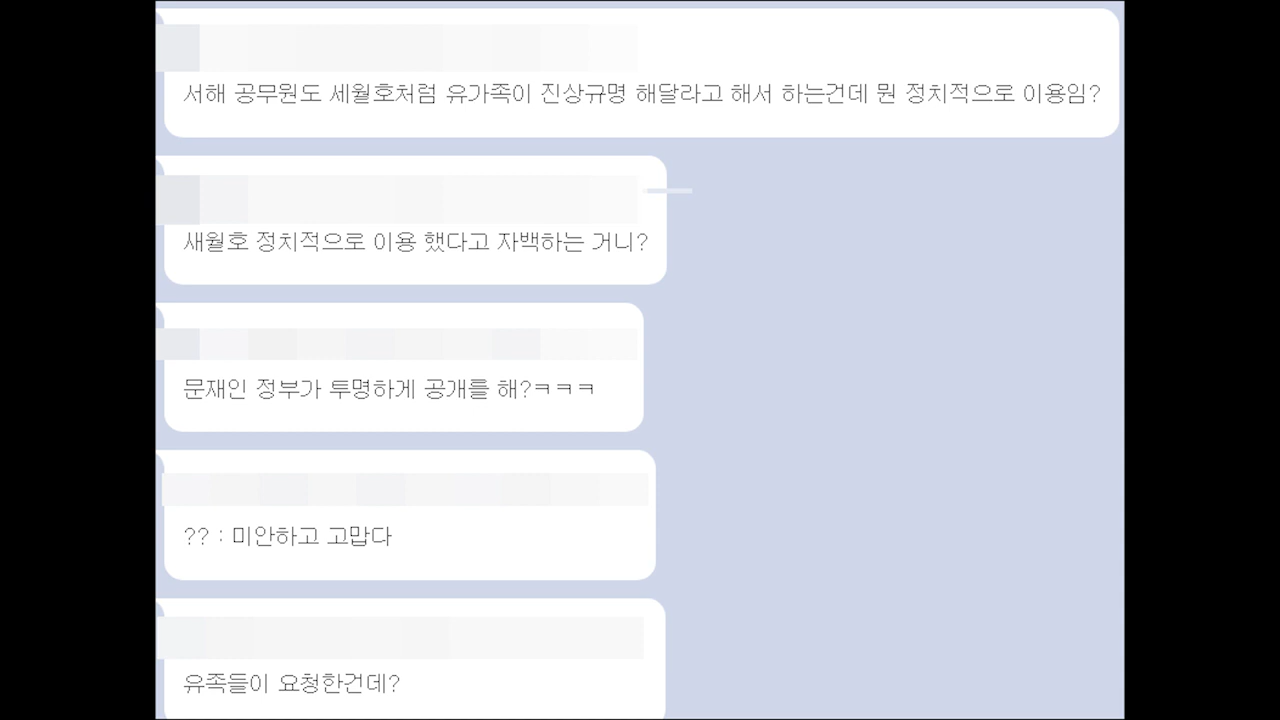 서해 공무원도 세월호처럼 유가족이 진상규명 해달라고 해서 하는건데 뭔 정치적으로 이용임?
새월호 정치적으로 이용 했다고 자백하는 거니?
문재인 정부가 투명하게 공개를 해?ㅋㅋㅋ
?? : 미안하고 고맙다
유족들이 요청한건데?